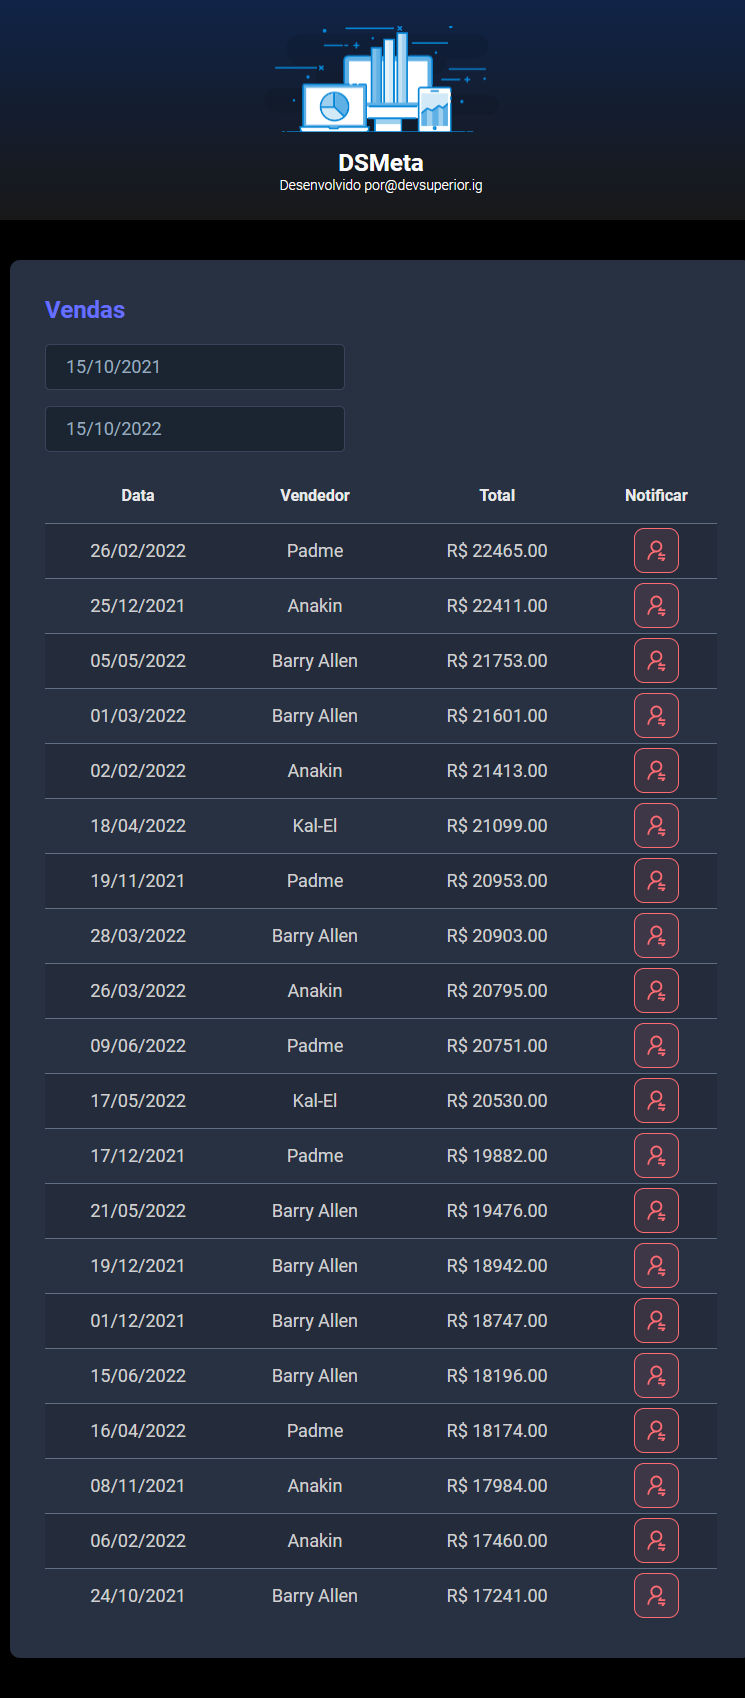 DSMeta
Desenvolvido por@devsuperior.ig
Vendas
15/10/2021
15/10/2022
Data Vendedor Total Notificar
26/02/2022 Padme R$ 22465.00
25/12/2021 Anakin R$ 22411.00
05/05/2022 Barry Allen R$ 21753.00
01/03/2022 Barry Allen R$ 21601.00
02/02/2022 Anakin R$ 21413.00
18/04/2022 Kal-El R$ 21099.00
19/11/2021 Padme R$ 20953.00
28/03/2022 Barry Allen R$ 20903.00
26/03/2022 Anakin R$ 20795.00
09/06/2022 Padme R$ 20751.00
17/05/2022 Kal-El R$ 20530.00
17/12/2021 Padme R$ 19882.00
21/05/2022 Barry Allen R$ 19476.00
19/12/2021 Barry Allen R$ 18942.00
01/12/2021 Barry Allen R$ 18747.00
15/06/2022 Barry Allen R$ 18196.00
16/04/2022 Padme R$ 18174.00
08/11/2021 Anakin R$ 17984.00
06/02/2022 Anakin R$ 17460.00
24/10/2021 Barry Allen R$ 17241.00